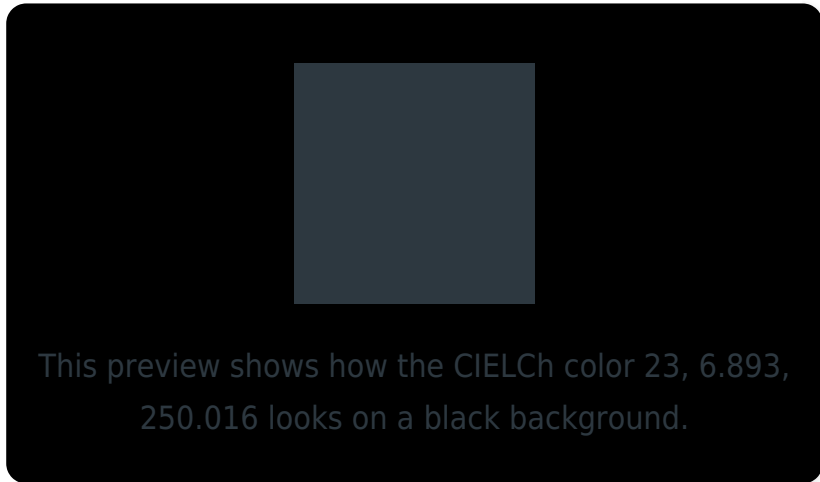 This preview shows how the CIELCh color 23, 6.893,
250.016 looks on a black background.